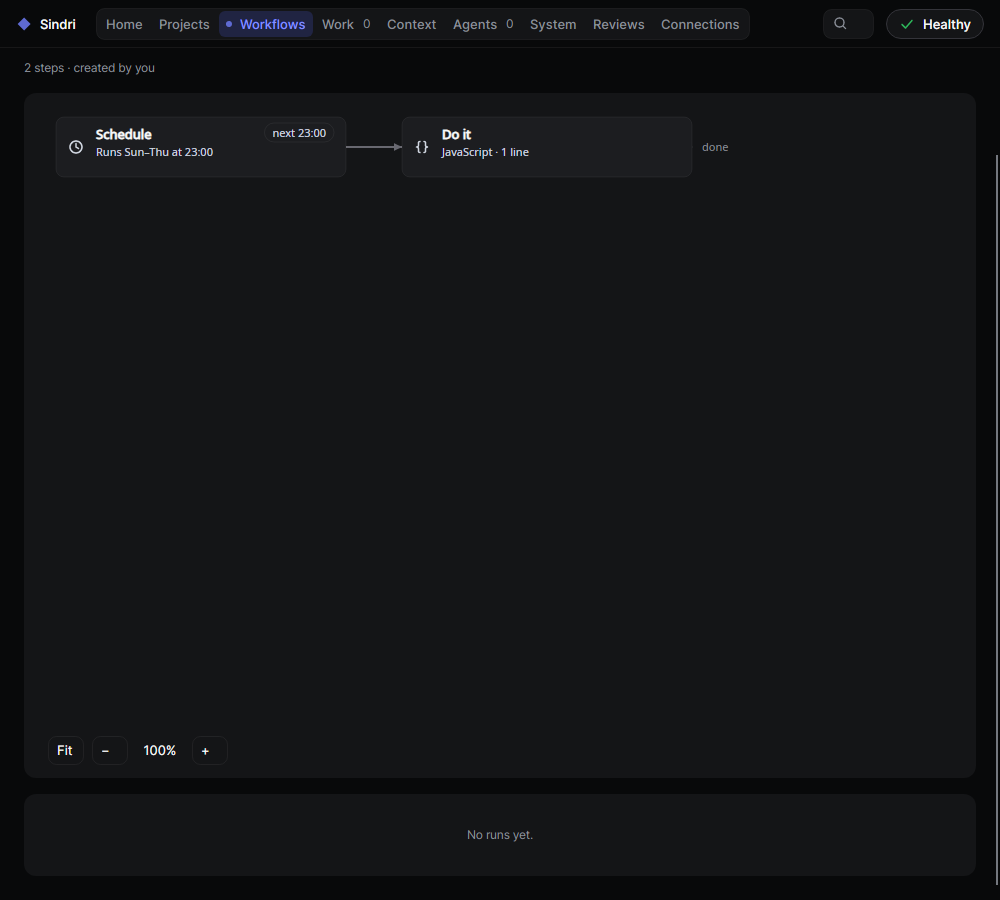 Sindri Home Projects Workflows Work 0 Context Agents 0 System Reviews Connections Healthy
2 steps · created by you
Schedule next 23:00
Runs Sun–Thu at 23:00
{} Do it
JavaScript · 1 line
done
Fit − 100% +
No runs yet.